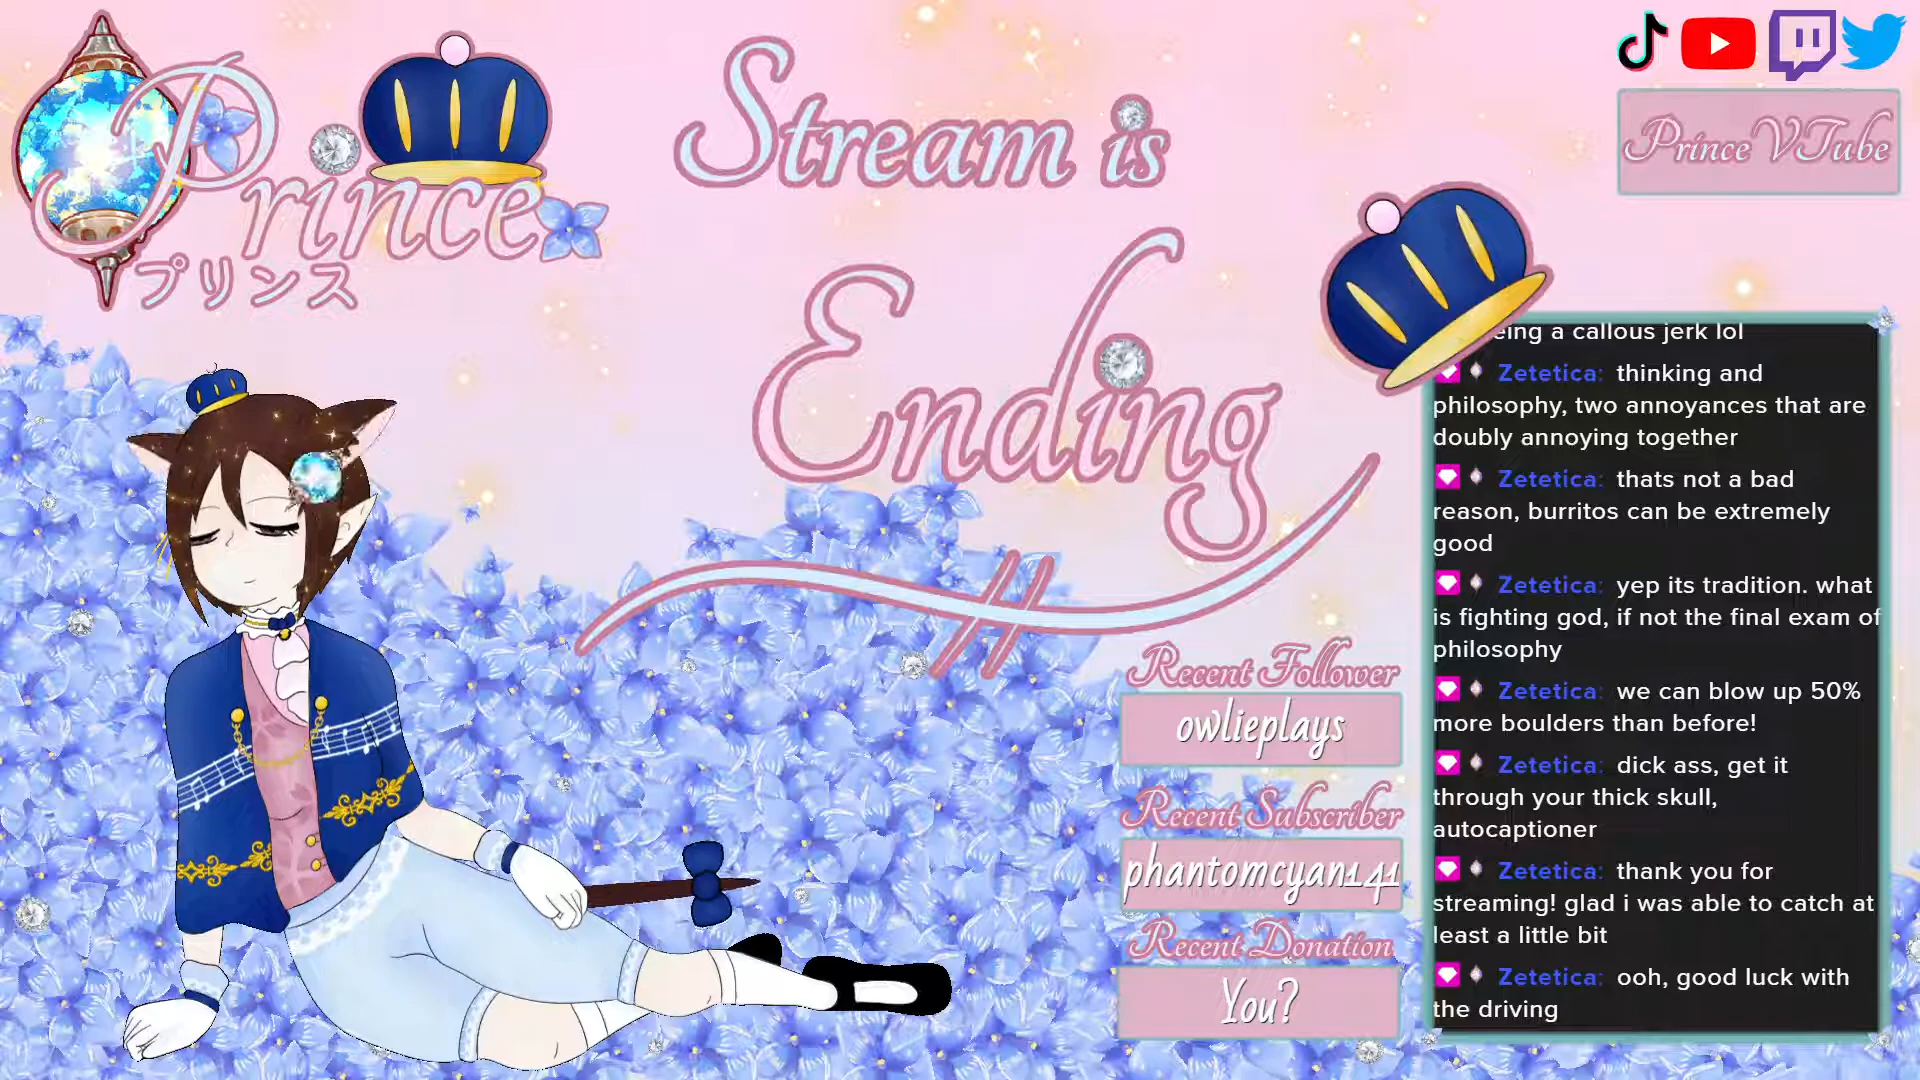 Prince
プリンス
Stream is
Ending
Prince VTube
eing a callous jerk lol
Zetetica: thinking and
philosophy, two annoyances that are
doubly annoying together
Zetetica: thats not a bad
reason, burritos can be extremely
good
Zetetica: yep its tradition. what
is fighting god, if not the final exam of
philosophy
Zetetica: we can blow up 50%
more boulders than before!
Zetetica: dick ass, get it
through your thick skull,
autocaptioner
Zetetica: thank you for
streaming! glad i was able to catch at
least a little bit
Zetetica: ooh, good luck with
the driving
Recent Follower
owlieplays
Recent Subscriber
phantomcyan141
Recent Donation
You?